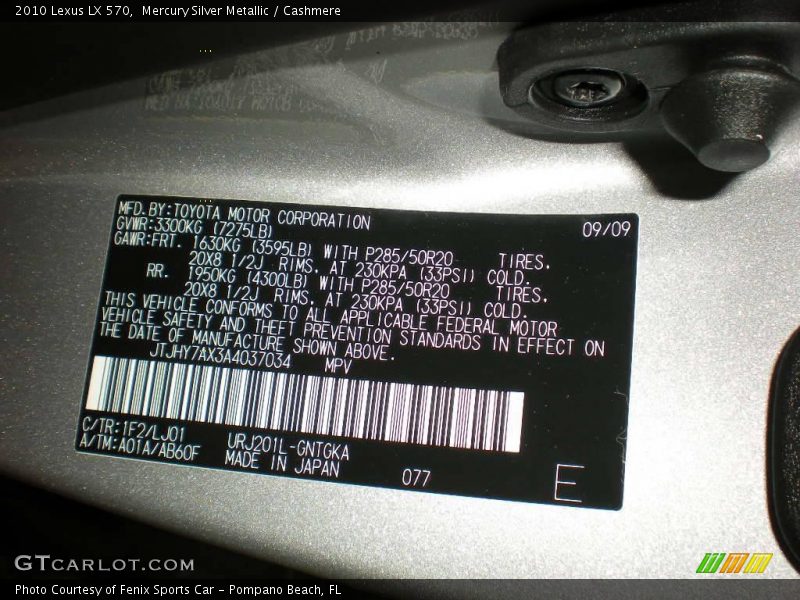 2010 Lexus LX 570, Mercury Silver Metallic / Cashmere
MFD. BY: TOYOTA MOTOR CORPORATION 09/09
GVWR: 3300KG (7275LB)
GAWR: FRT. 1630KG (3595LB) WITH P285/50R20 TIRES.
20X8 1/2J RIMS. AT 230KPA (33PSI) COLD.
RR. 1950KG (4300LB) WITH P285/50R20 TIRES.
20X8 1/2J RIMS. AT 230KPA (33PSI) COLD.
THIS VEHICLE CONFORMS TO ALL APPLICABLE FEDERAL MOTOR
VEHICLE SAFETY AND THEFT PREVENTION STANDARDS IN EFFECT ON
THE DATE OF MANUFACTURE SHOWN ABOVE.
JTJHY7AX3A4037034 MPV
C/TR: 1F2/LJ01 URJ201L-GNTGKA
A/TM: A01A/AB60F MADE IN JAPAN 077 E
GTCARLOT.COM
Photo Courtesy of Fenix Sports Car - Pompano Beach, FL